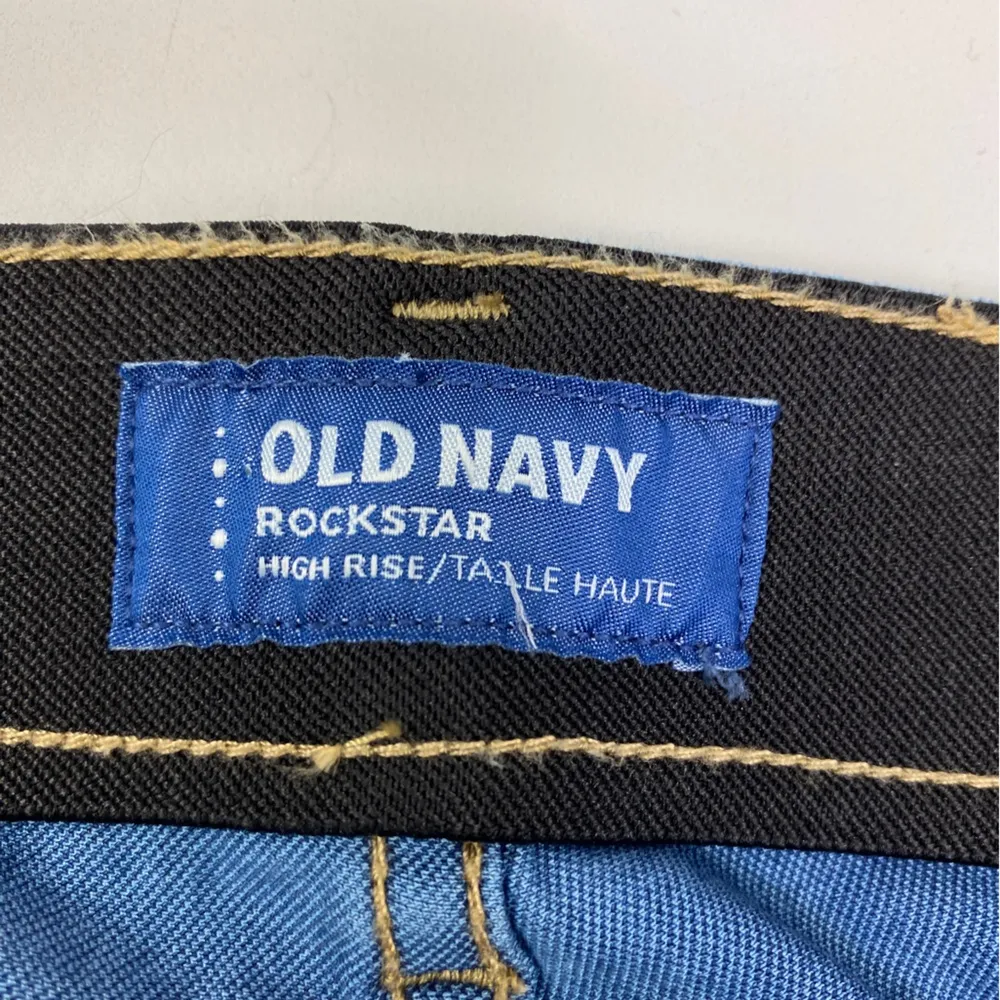 OLD NAVY
ROCKSTAR
HIGH RISE/TAILLE HAUTE